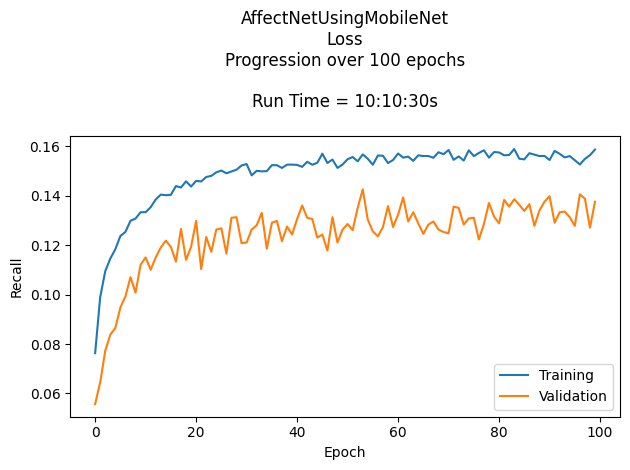 AffectNetUsingMobileNet
Loss
Progression over 100 epochs
Run Time = 10:10:30s
0.16
0.14
0.12
0.10
0.08
0.06
Recall
0
20
40
60
80
100
Epoch
Training
Validation